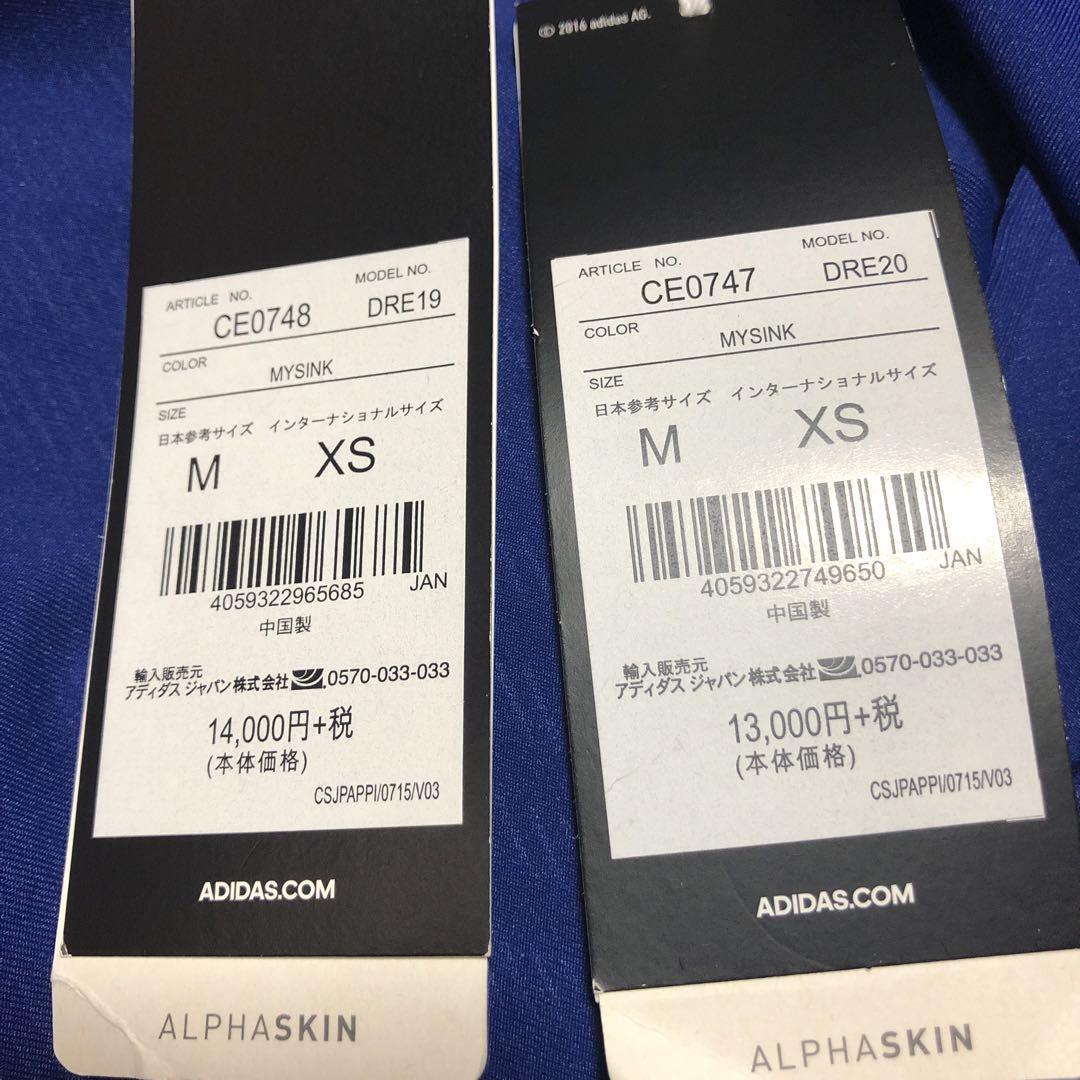 ARTICLE NO. MODEL NO.
CE0748 DRE19
COLOR
MYSINK
SIZE
日本参考サイズ インターナショナルサイズ
M XS
4059322965685 JAN
中国製
輸入販売元
アディダス ジャパン株式会社 0570-033-033
14,000円+税
(本体価格)
CSJPAPPI/0715/V03
ADIDAS.COM
ALPHASKIN
© 2016 adidas AG.
ARTICLE NO. MODEL NO.
CE0747 DRE20
COLOR
MYSINK
SIZE
日本参考サイズ インターナショナルサイズ
M XS
4059322749650 JAN
中国製
輸入販売元
アディダス ジャパン株式会社 0570-033-033
13,000円+税
(本体価格)
CSJPAPPI/0715/V03
ADIDAS.COM
ALPHASKIN